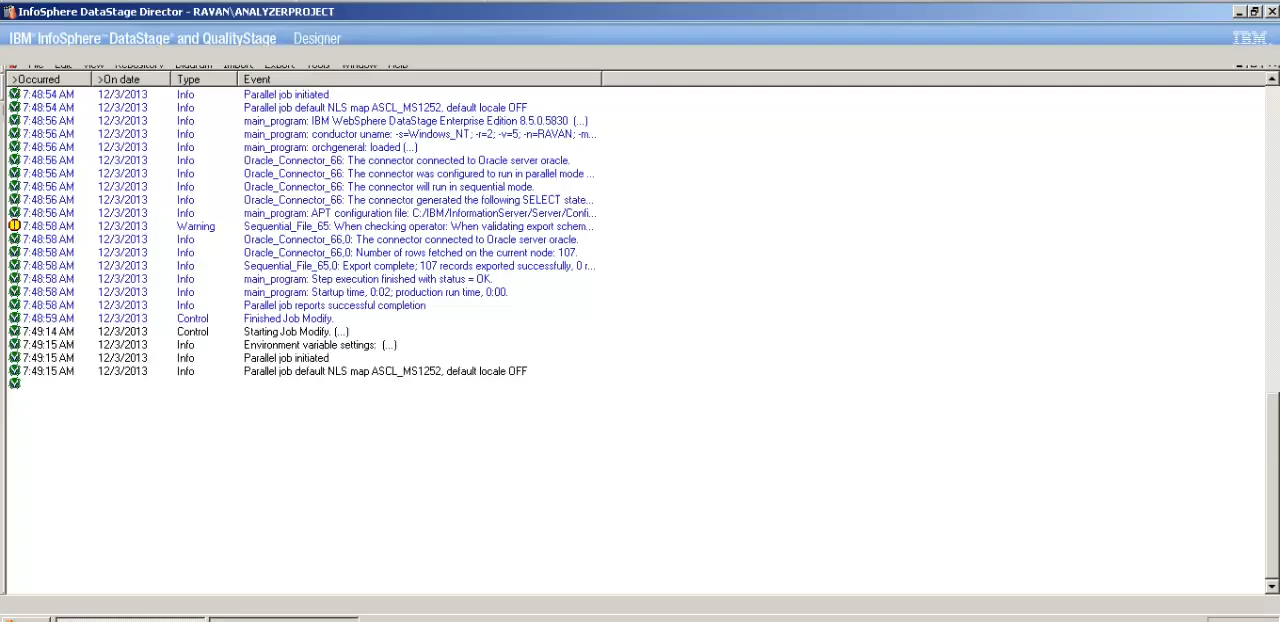 InfoSphere DataStage Director - RAVAN\ANALYZERPROJECT
IBM® InfoSphere™ DataStage® and QualityStage Designer
IBM.
>Occurred >On date Type Event
7:48:54 AM 12/3/2013 Info Parallel job initiated
7:48:54 AM 12/3/2013 Info Parallel job default NLS map ASCL_MS1252, default locale OFF
7:48:56 AM 12/3/2013 Info main_program: IBM WebSphere DataStage Enterprise Edition 8.5.0.5830 (...)
7:48:56 AM 12/3/2013 Info main_program: conductor uname: -s=Windows_NT; -r=2; -v=5; -n=RAVAN; -m...
7:48:56 AM 12/3/2013 Info main_program: orchgeneral: loaded (...)
7:48:56 AM 12/3/2013 Info Oracle_Connector_66: The connector connected to Oracle server oracle.
7:48:56 AM 12/3/2013 Info Oracle_Connector_66: The connector was configured to run in parallel mode ...
7:48:56 AM 12/3/2013 Info Oracle_Connector_66: The connector will run in sequential mode.
7:48:56 AM 12/3/2013 Info Oracle_Connector_66: The connector generated the following SELECT state...
7:48:56 AM 12/3/2013 Info main_program: APT configuration file: C:/IBM/InformationServer/Server/Confi...
7:48:58 AM 12/3/2013 Warning Sequential_File_65: When checking operator: When validating export schem...
7:48:58 AM 12/3/2013 Info Oracle_Connector_66,0: The connector connected to Oracle server oracle.
7:48:58 AM 12/3/2013 Info Oracle_Connector_66,0: Number of rows fetched on the current node: 107.
7:48:58 AM 12/3/2013 Info Sequential_File_65,0: Export complete; 107 records exported successfully, 0 r...
7:48:58 AM 12/3/2013 Info main_program: Step execution finished with status = OK.
7:48:58 AM 12/3/2013 Info main_program: Startup time, 0:02; production run time, 0:00.
7:48:58 AM 12/3/2013 Info Parallel job reports successful completion
7:48:59 AM 12/3/2013 Control Finished Job Modify.
7:49:14 AM 12/3/2013 Control Starting Job Modify. (...)
7:49:15 AM 12/3/2013 Info Environment variable settings: (...)
7:49:15 AM 12/3/2013 Info Parallel job initiated
7:49:15 AM 12/3/2013 Info Parallel job default NLS map ASCL_MS1252, default locale OFF